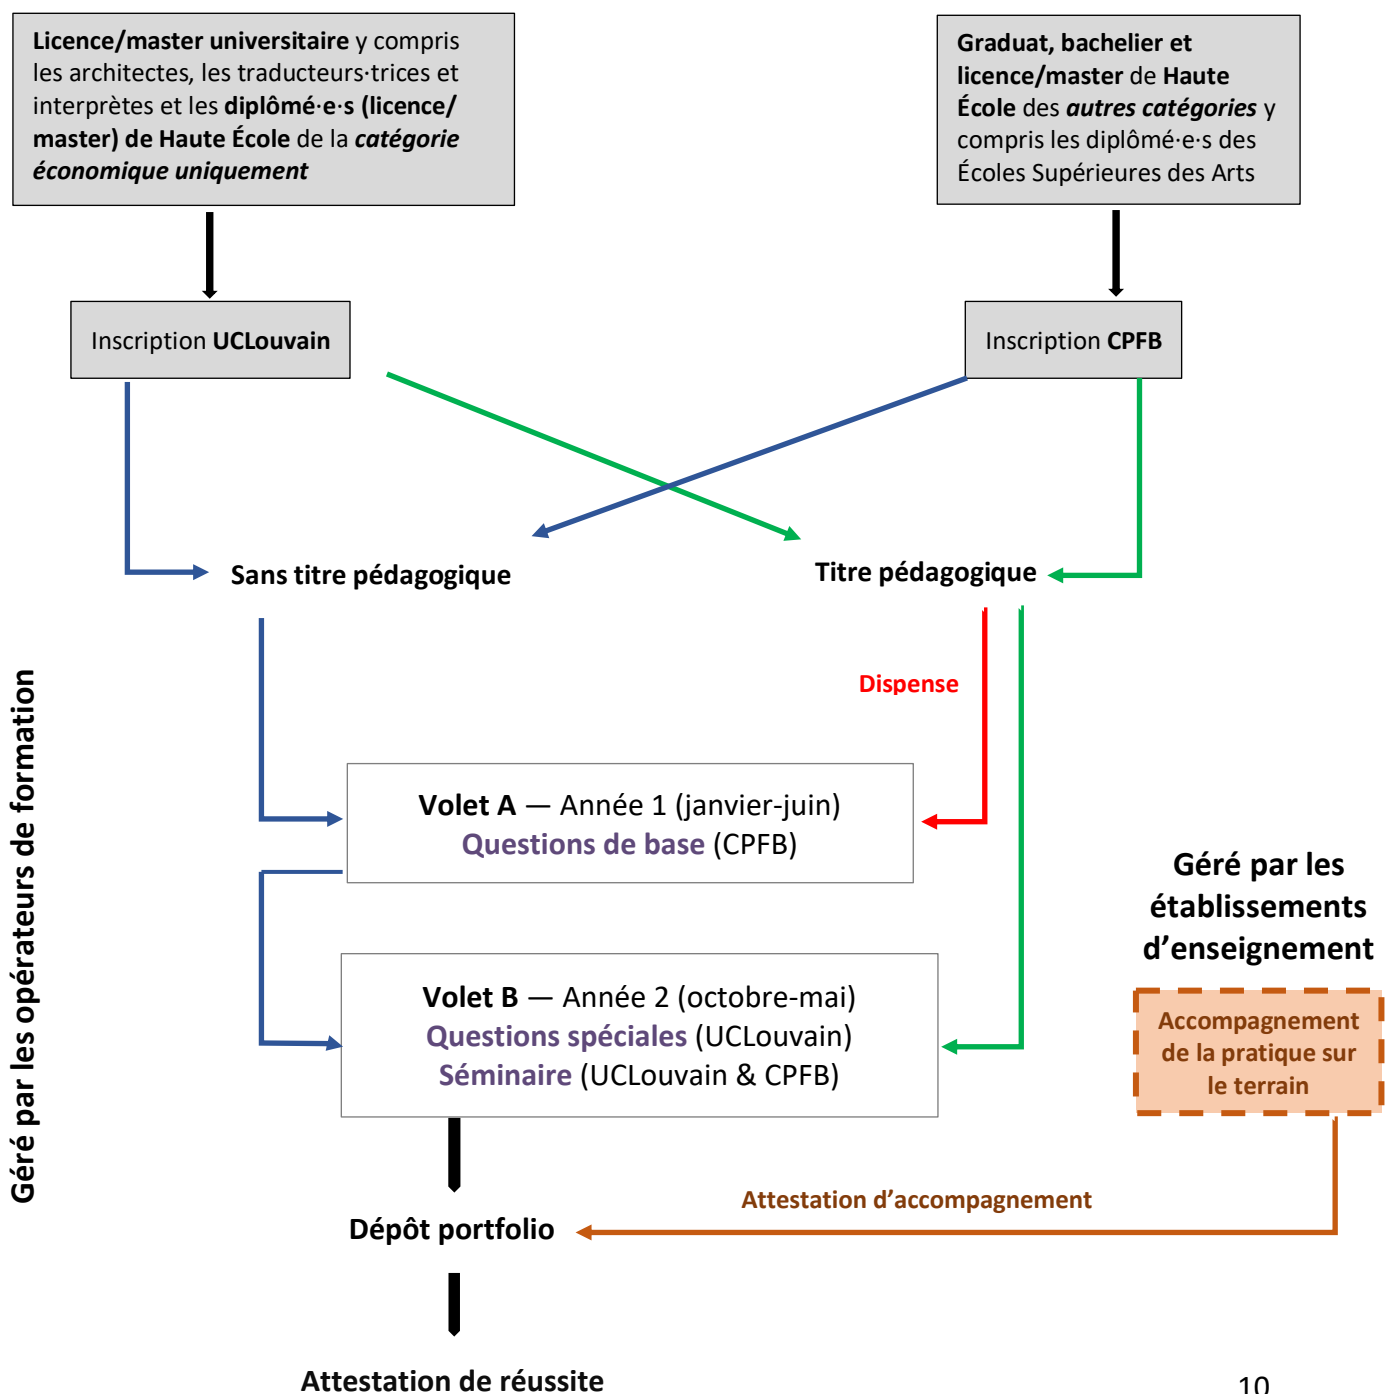 Licence/master universitaire y compris
les architectes, les traducteurs·trices et
interprètes et les diplômé·e·s (licence/
master) de Haute École de la catégorie
économique uniquement
Graduat, bachelier et
licence/master de Haute
École des autres catégories y
compris les diplômé·e·s des
Écoles Supérieures des Arts
Inscription UCLouvain
Inscription CPFB
Sans titre pédagogique
Titre pédagogique
Dispense
Géré par les opérateurs de formation
Volet A — Année 1 (janvier-juin)
Questions de base (CPFB)
Volet B — Année 2 (octobre-mai)
Questions spéciales (UCLouvain)
Séminaire (UCLouvain & CPFB)
Géré par les
établissements
d’enseignement
Accompagnement
de la pratique sur
le terrain
Attestation d’accompagnement
Dépôt portfolio
Attestation de réussite
10